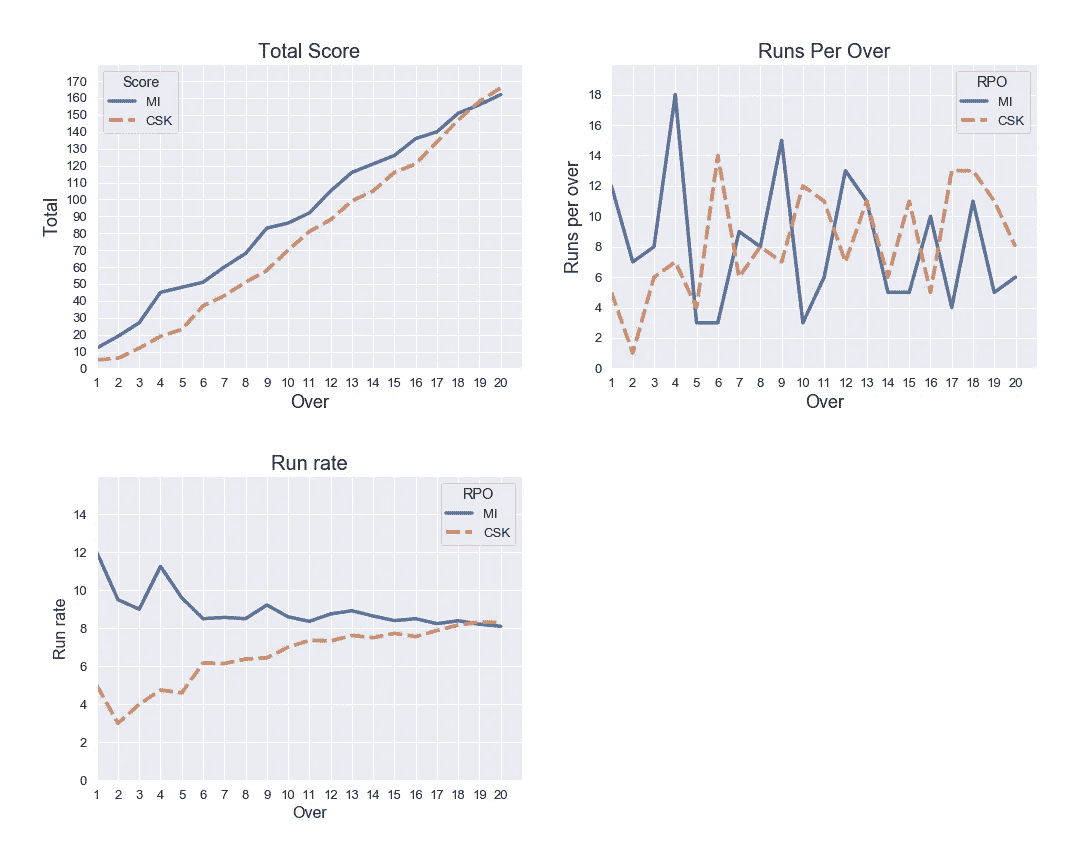 Total Score
Score
MI
CSK
Total
170
160
150
140
130
120
110
100
90
80
70
60
50
40
30
20
10
0
1 2 3 4 5 6 7 8 9 10 11 12 13 14 15 16 17 18 19 20
Over
Runs Per Over
RPO
MI
CSK
Runs per over
18
16
14
12
10
8
6
4
2
0
1 2 3 4 5 6 7 8 9 10 11 12 13 14 15 16 17 18 19 20
Over
Run rate
RPO
MI
CSK
Run rate
14
12
10
8
6
4
2
0
1 2 3 4 5 6 7 8 9 10 11 12 13 14 15 16 17 18 19 20
Over